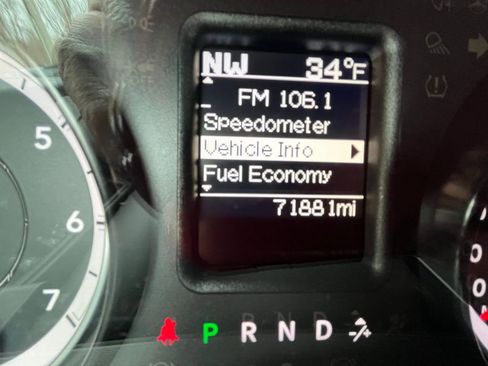 NW 34°F
FM 106.1
Speedometer
Vehicle Info
Fuel Economy
71881mi
5
6
7
P R N D